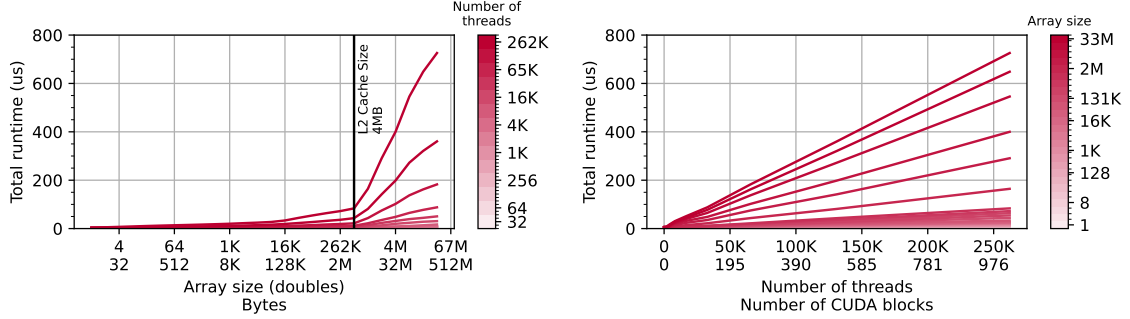 Number of
threads
800
600
400
200
0
Total runtime (us)
L2 Cache Size
4MB
262K
65K
16K
4K
1K
256
64
32
4 64 1K 16K 262K 4M 67M
32 512 8K 128K 2M 32M 512M
Array size (doubles)
Bytes
Array size
800
600
400
200
0
Total runtime (us)
33M
2M
131K
16K
1K
128
8
1
0 50K 100K 150K 200K 250K
0 195 390 585 781 976
Number of threads
Number of CUDA blocks